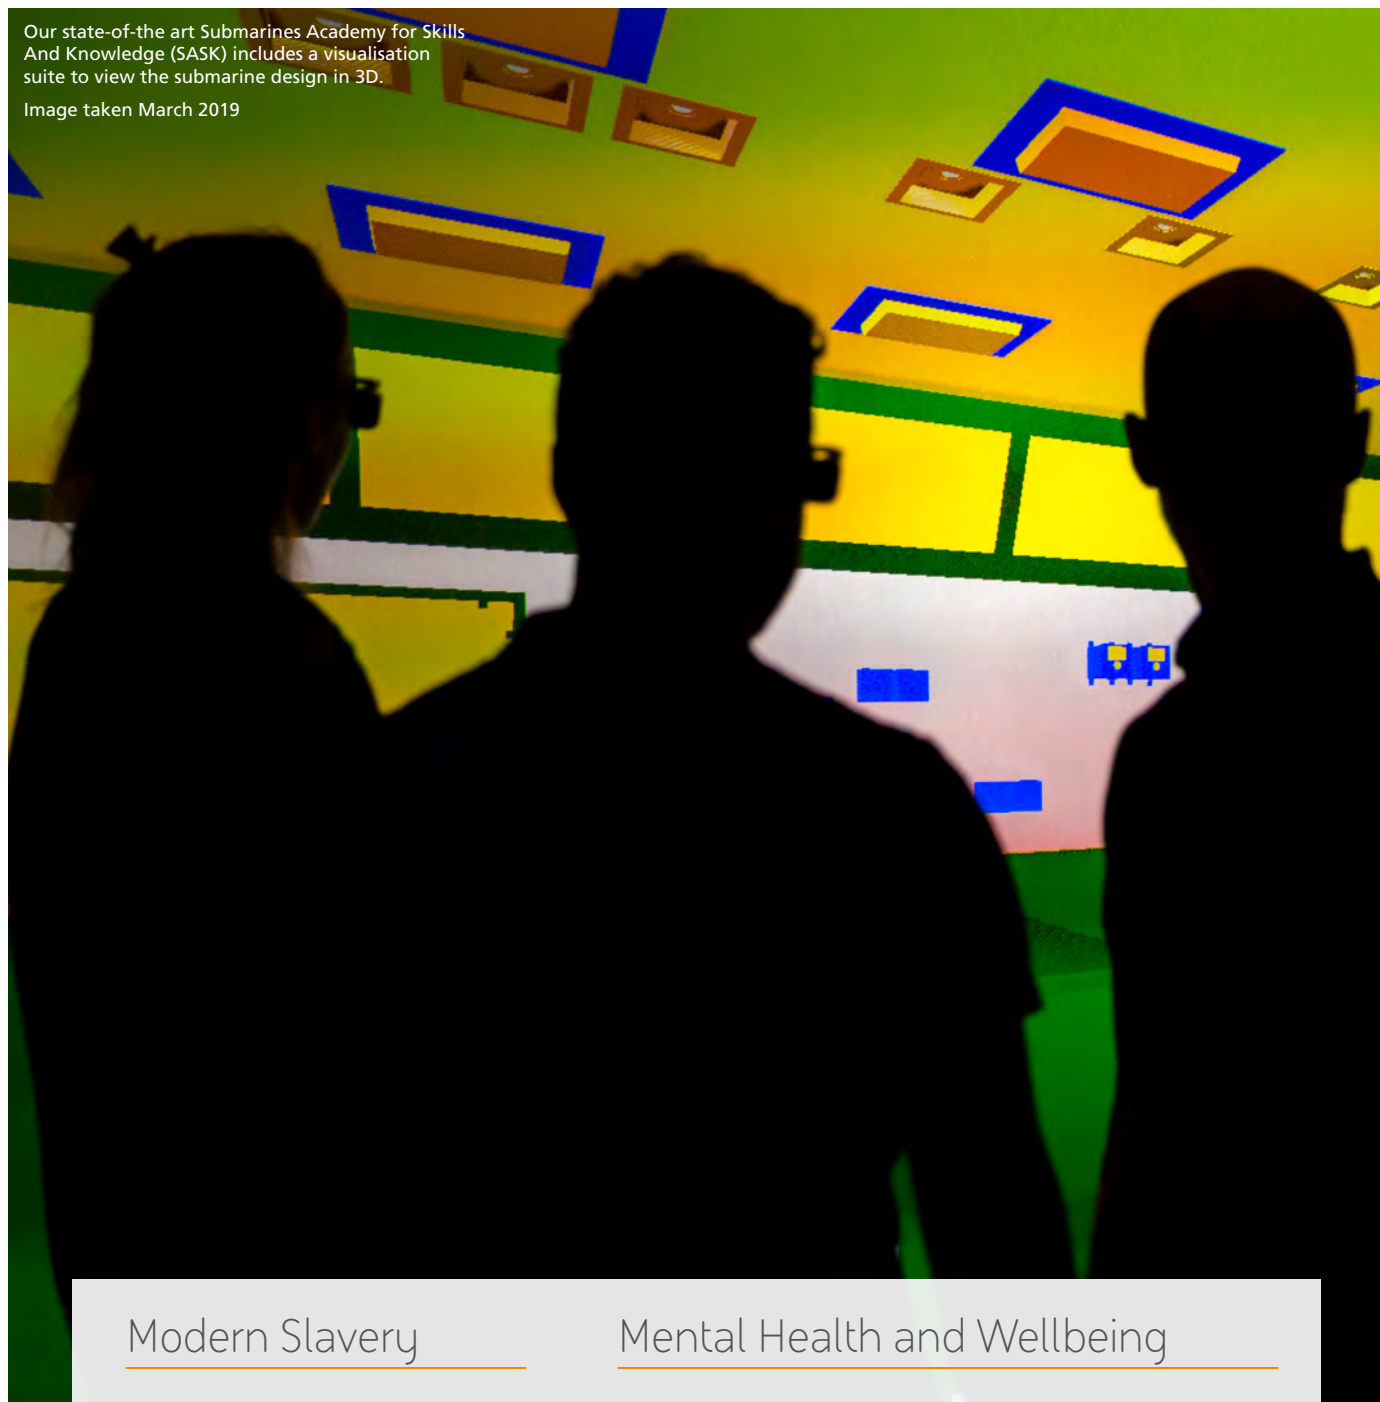 Our state-of-the art Submarines Academy for Skills
And Knowledge (SASK) includes a visualisation
suite to view the submarine design in 3D.
Image taken March 2019
Modern Slavery
Mental Health and Wellbeing